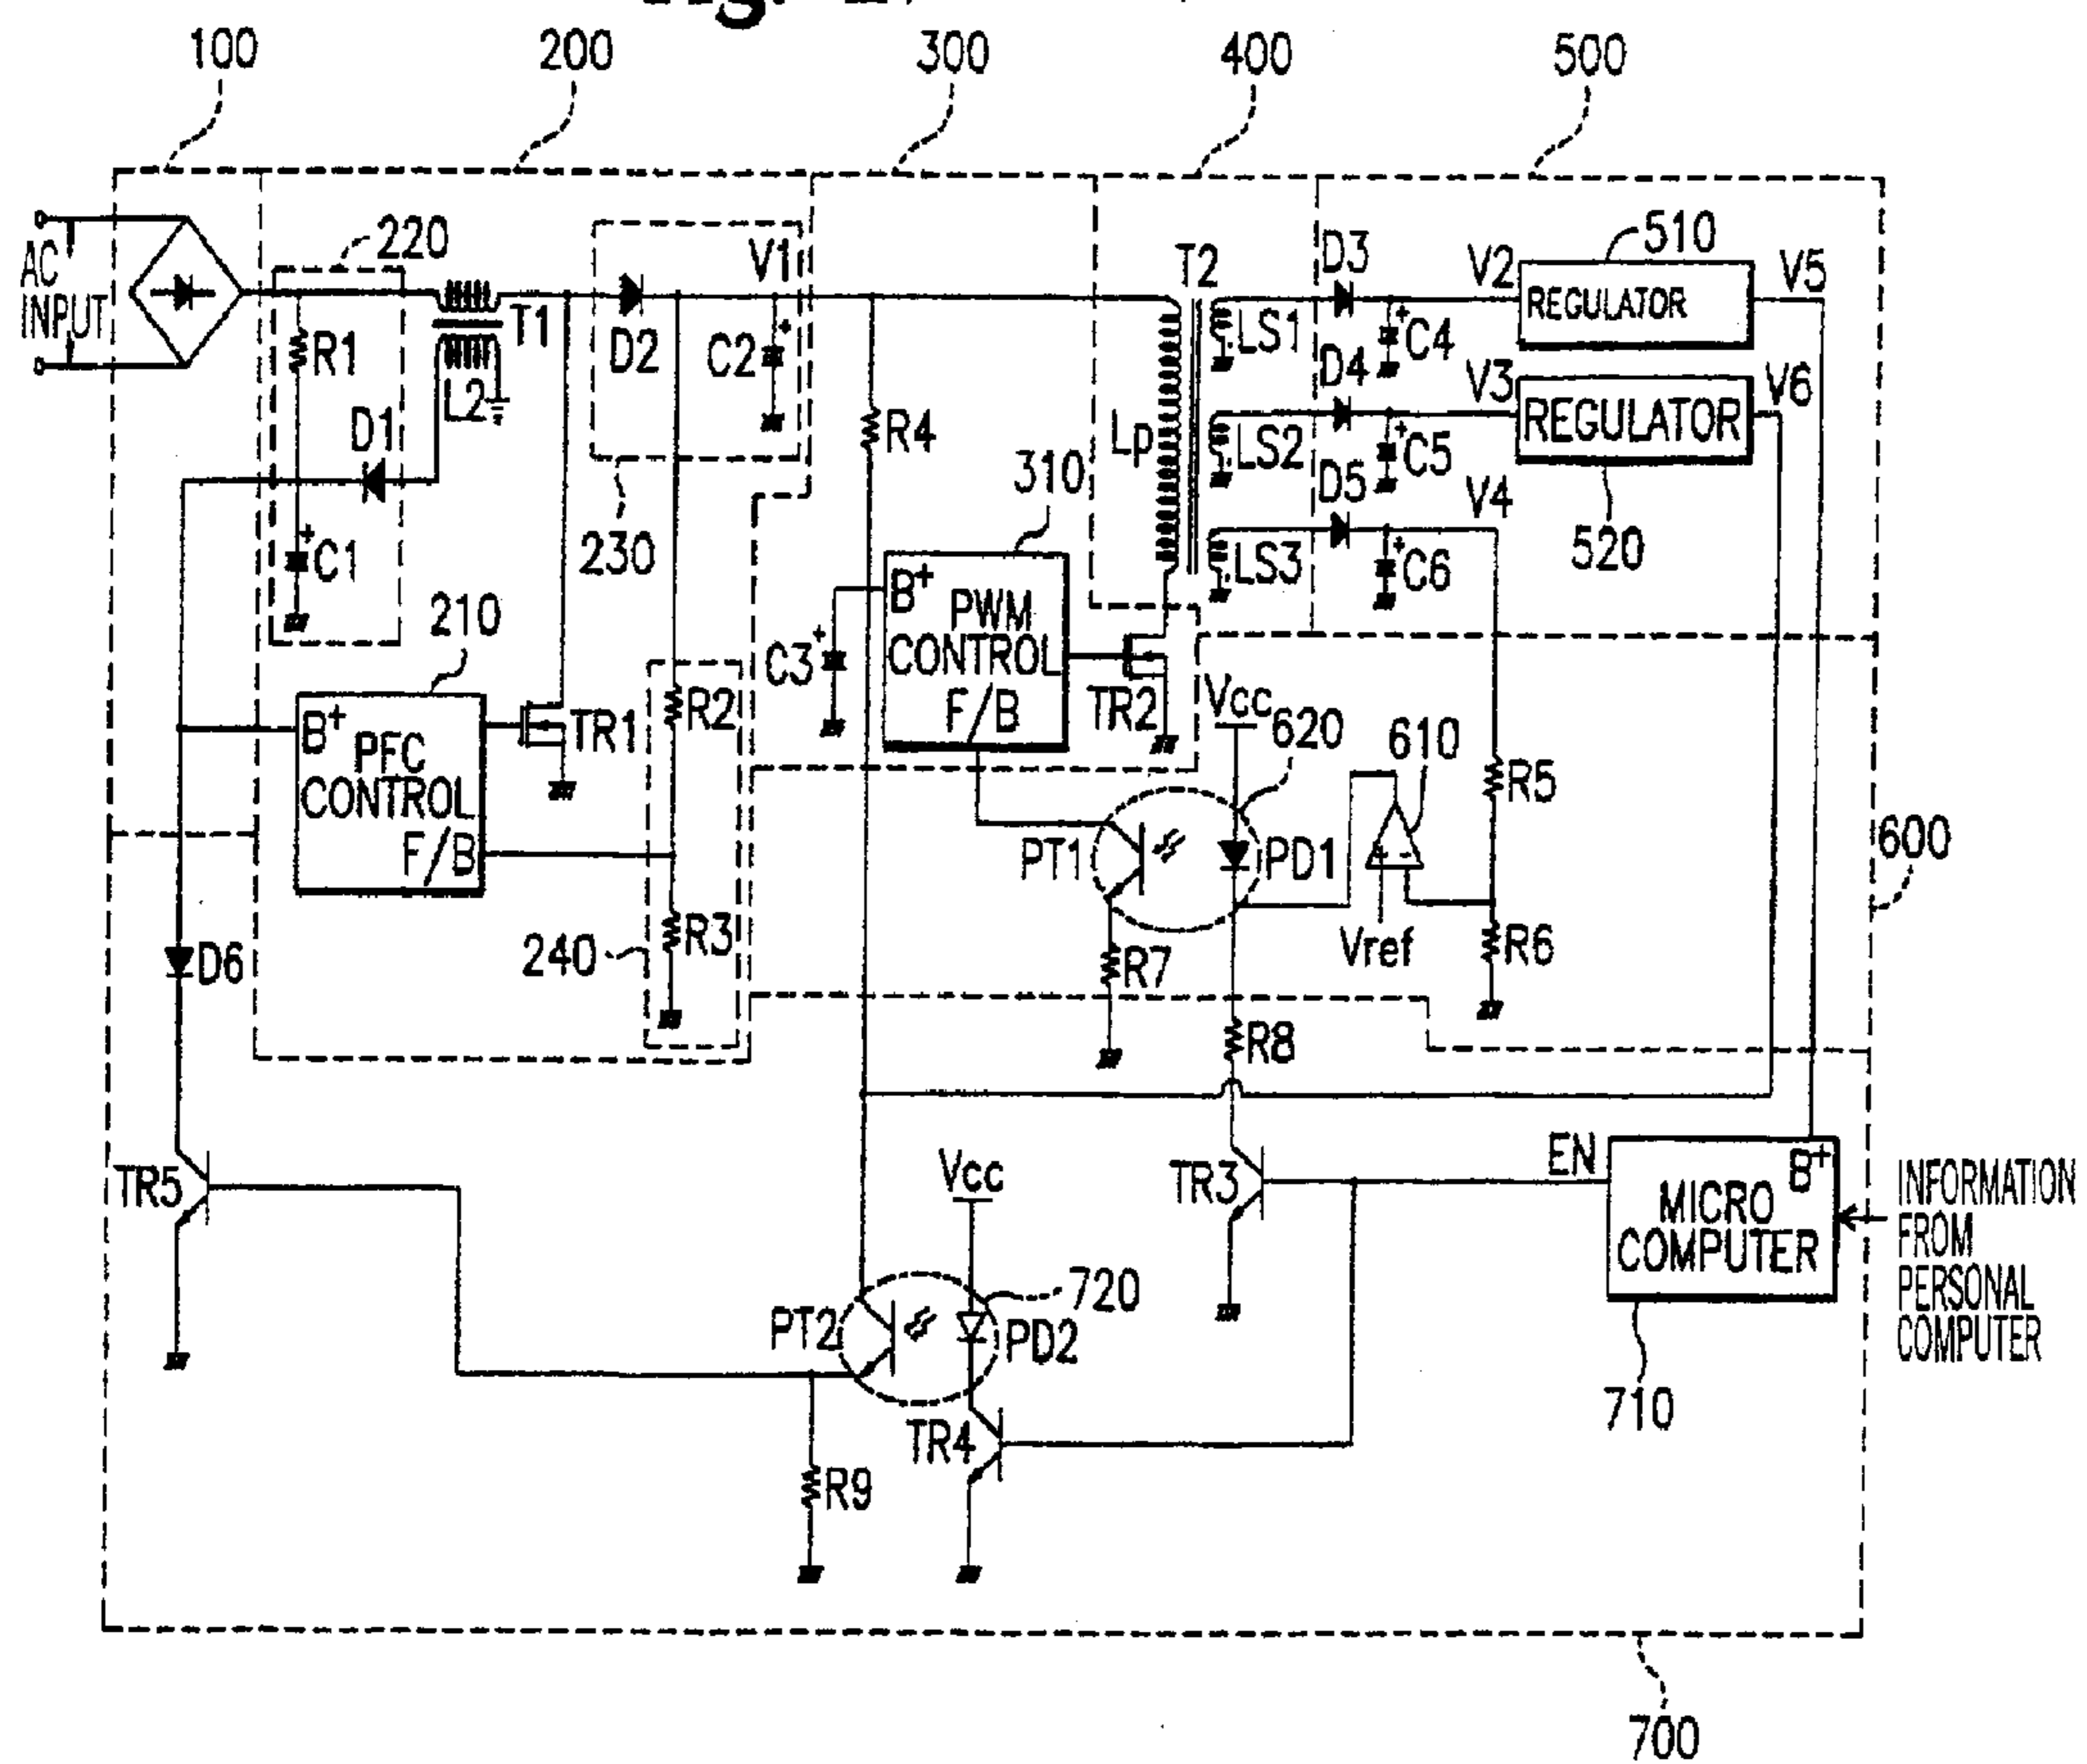 100
200
300
400
500
AC
INPUT
220
R1
T1
L2
D1
C1
D2
V1
C2
230
R4
310
Lp
T2
LS1
LS2
LS3
D3
C4
D4
C5
D5
C6
V2
V3
V4
510
REGULATOR
V5
REGULATOR
V6
520
210
B+
PFC
CONTROL
F/B
TR1
R2
R3
240
C3
B+
PWM
CONTROL
F/B
TR2
Vcc
620
610
R5
R6
600
PT1
PD1
Vref
R7
R8
D6
TR5
TR3
EN
B+
MICRO
COMPUTER
710
INFORMATION
FROM
PERSONAL
COMPUTER
Vcc
720
PT2
PD2
TR4
R9
700